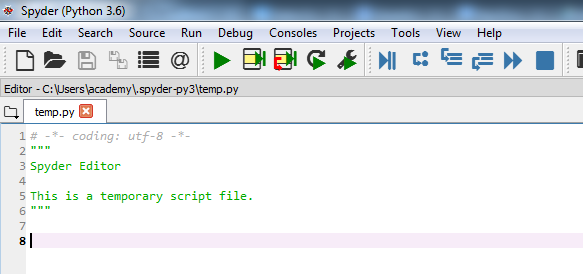 Spyder (Python 3.6)
File Edit Search Source Run Debug Consoles Projects Tools View Help
Editor - C:\Users\academy\.spyder-py3\temp.py
temp.py
1 # -*- coding: utf-8 -*-
2 """
3 Spyder Editor
4
5 This is a temporary script file.
6 """
7
8